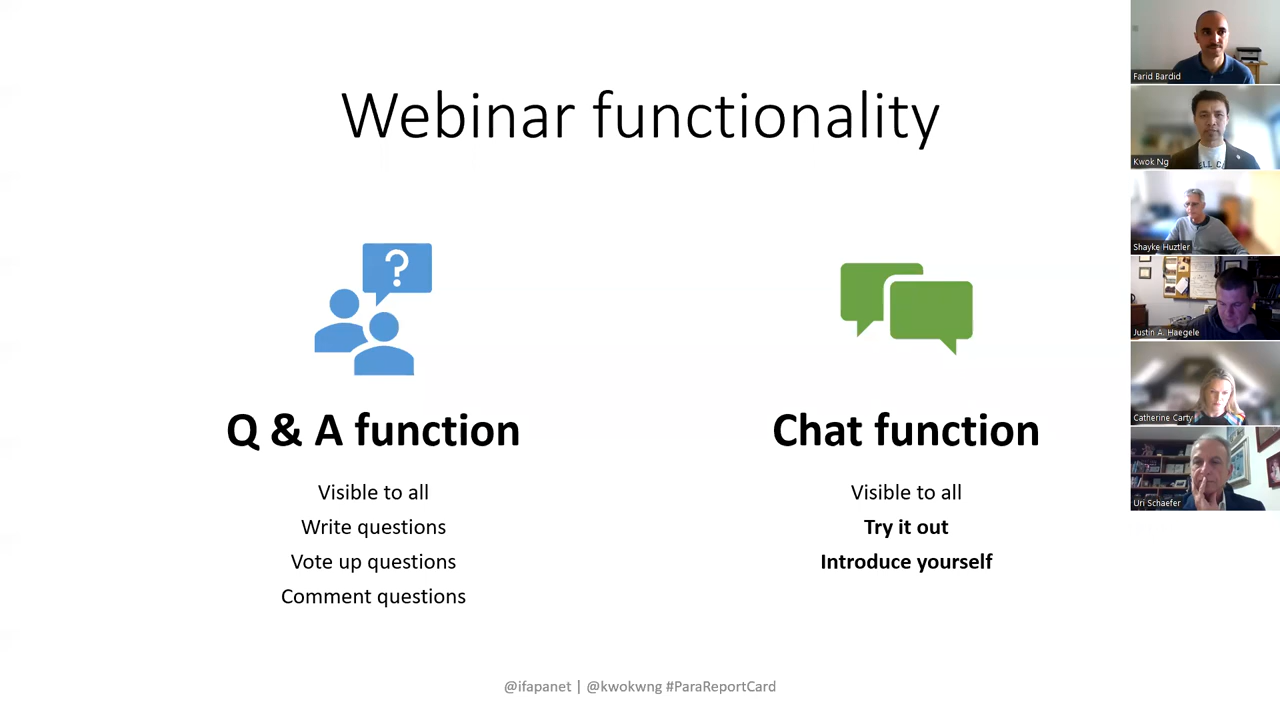 Webinar functionality
?
Q & A function
Visible to all
Write questions
Vote up questions
Comment questions
Chat function
Visible to all
Try it out
Introduce yourself
@ifapanet | @kwokwng #ParaReportCard
Farid Bardid
Kwok Ng
Shayke Huztler
Justin A. Haegele
Catherine Carty
Uri Schaefer